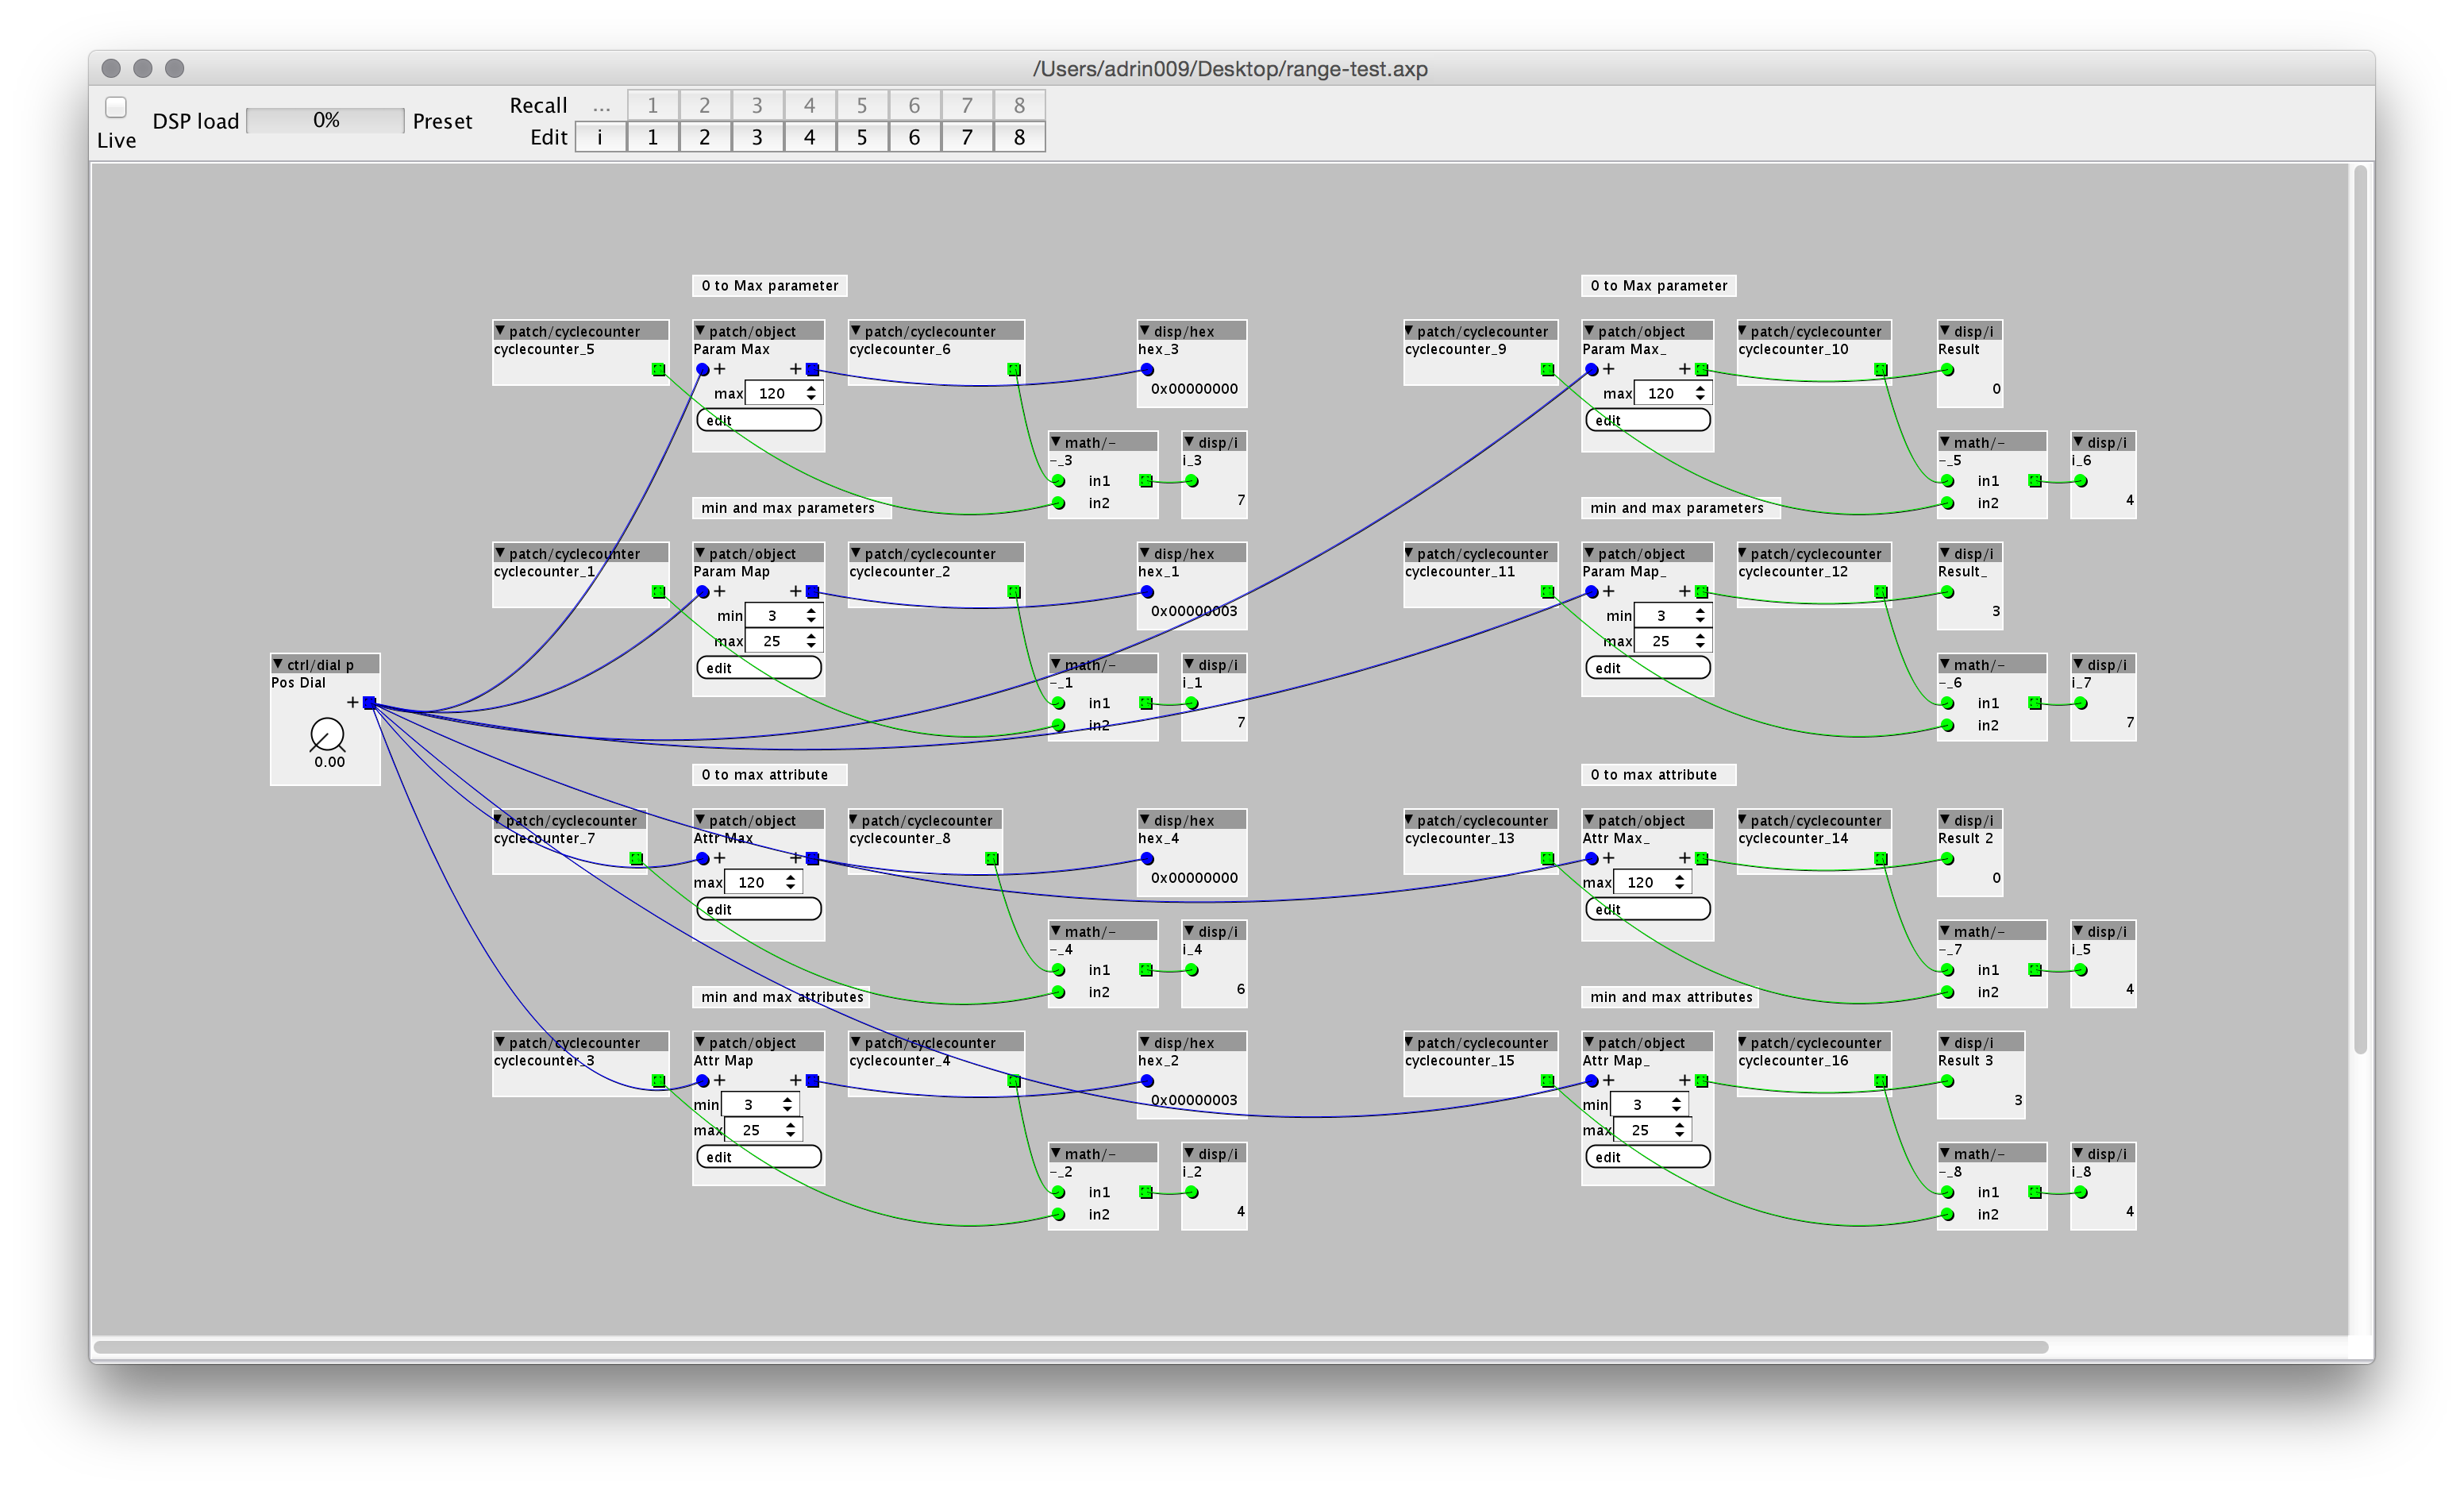 /Users/adrin009/Desktop/range-test.axp
Live
DSP load 0% Preset
Recall ... 1 2 3 4 5 6 7 8
Edit i 1 2 3 4 5 6 7 8
0 to Max parameter
patch/cyclecounter
cyclecounter_5
patch/object
Param Max
max 120
edit
patch/cyclecounter
cyclecounter_6
disp/hex
hex_3
0x00000000
math/-
-_3
in1
in2
disp/i
i_3
7
min and max parameters
patch/cyclecounter
cyclecounter_1
patch/object
Param Map
min 3
max 25
edit
patch/cyclecounter
cyclecounter_2
disp/hex
hex_1
0x00000003
math/-
-_1
in1
in2
disp/i
i_1
7
ctrl/dial p
Pos Dial
0.00
0 to max attribute
patch/cyclecounter
cyclecounter_7
patch/object
Attr Max
max 120
edit
patch/cyclecounter
cyclecounter_8
disp/hex
hex_4
0x00000000
math/-
-_4
in1
in2
disp/i
i_4
6
min and max attributes
patch/cyclecounter
cyclecounter_3
patch/object
Attr Map
min 3
max 25
edit
patch/cyclecounter
cyclecounter_4
disp/hex
hex_2
0x00000003
math/-
-_2
in1
in2
disp/i
i_2
4
0 to Max parameter
patch/cyclecounter
cyclecounter_9
patch/object
Param Max_
max 120
edit
patch/cyclecounter
cyclecounter_10
disp/i
Result
0
math/-
-_5
in1
in2
disp/i
i_6
4
min and max parameters
patch/cyclecounter
cyclecounter_11
patch/object
Param Map_
min 3
max 25
edit
patch/cyclecounter
cyclecounter_12
disp/i
Result_
3
math/-
-_6
in1
in2
disp/i
i_7
7
0 to max attribute
patch/cyclecounter
cyclecounter_13
patch/object
Attr Max_
max 120
edit
patch/cyclecounter
cyclecounter_14
disp/i
Result 2
0
math/-
-_7
in1
in2
disp/i
i_5
4
min and max attributes
patch/cyclecounter
cyclecounter_15
patch/object
Attr Map_
min 3
max 25
edit
patch/cyclecounter
cyclecounter_16
disp/i
Result 3
3
math/-
-_8
in1
in2
disp/i
i_8
4